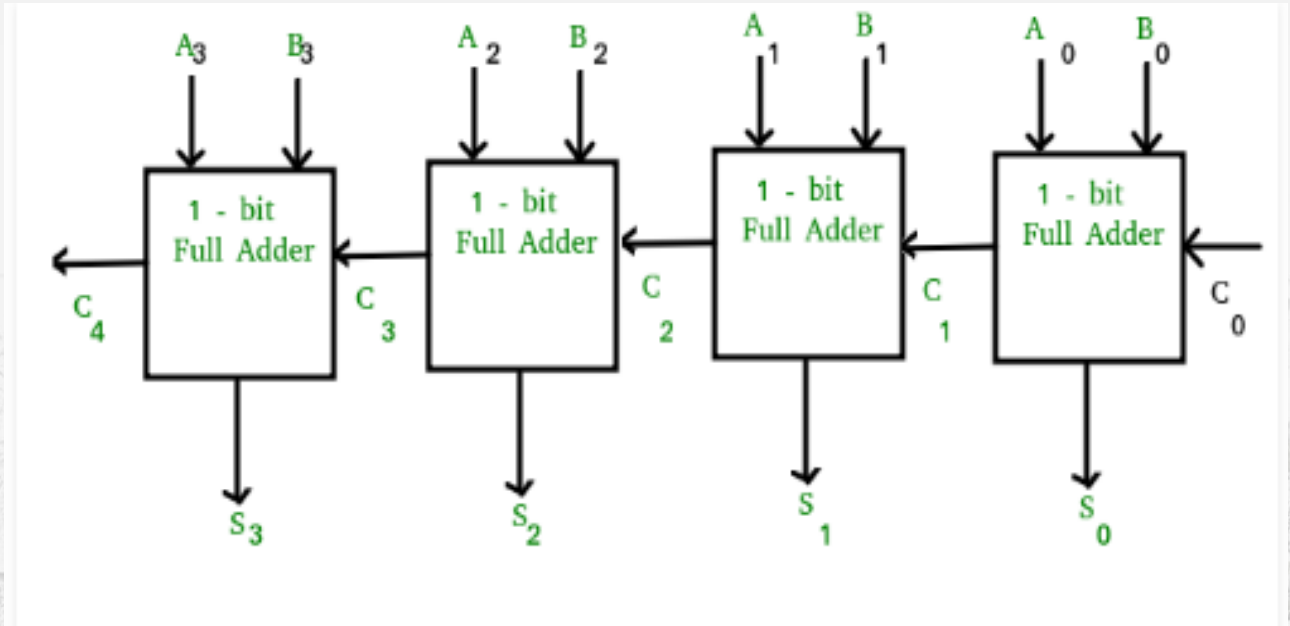 A3 B3 A2 B2 A1 B1 A0 B0
1 - bit 1 - bit 1 - bit 1 - bit
Full Adder Full Adder Full Adder Full Adder
C4 C3 C2 C1 C0
S3 S2 S1 S0